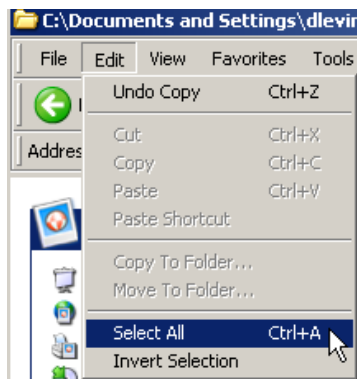 C:\Documents and Settings\dlevin
File Edit View Favorites Tools
Undo Copy Ctrl+Z
Cut Ctrl+X
Copy Ctrl+C
Paste Ctrl+V
Paste Shortcut
Copy To Folder...
Move To Folder...
Select All Ctrl+A
Invert Selection
Addres